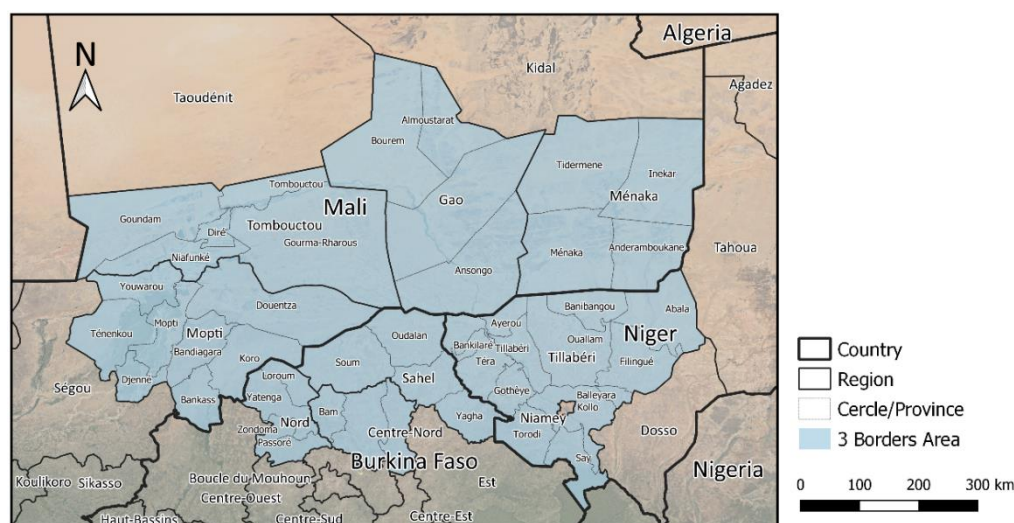 Algeria
N
Kidal
Taoudénit
Agadez
Almoustarat
Bourem
Tidermene
Inekar
Tombouctou
Gao
Ménaka
Mali
Goundam
Diré
Tombouctou
Gourma-Rharous
Niafunké
Ménaka
Anderamboukane
Tahoua
Ansongo
Youwarou
Douentza
Banibangou
Abala
Ténenkou
Mopti
Mopti
Oudalan
Ayerou
Ouallam
Niger
Bankilaré
Tillabéri
Tillabéri
Filingué
Bandiagara
Koro
Soum
Téra
Country
Ségou
Djenné
Loroum
Sahel
Gothèye
Balleyara
Region
Bankass
Yatenga
Bam
Yagha
Niamey
Kollo
Cercle/Province
Zondoma
Nord
Centre-Nord
Torodi
Dosso
3 Borders Area
Passoré
Say
Burkina Faso
Nigeria
Koulikoro
Sikasso
Boucle du Mouhoun
Est
Centre-Ouest
0 100 200 300 km
Haut-Bassins
Centre-Sud
Centre-Est